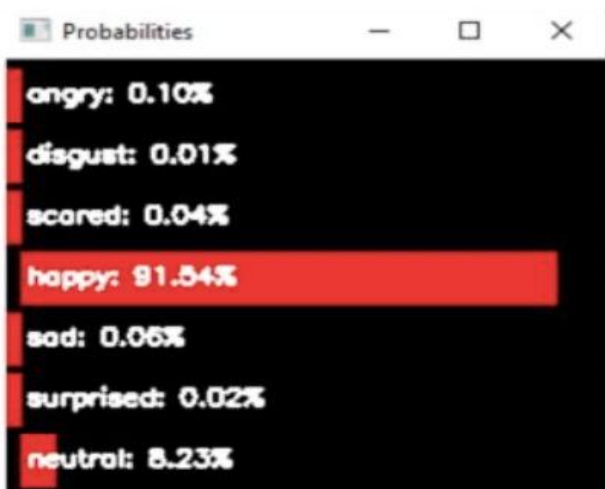 Probabilities
angry: 0.10%
disgust: 0.01%
scared: 0.04%
happy: 91.54%
sad: 0.06%
surprised: 0.02%
neutral: 8.23%